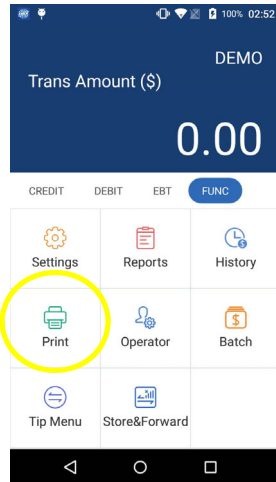 100% 02:52
DEMO
Trans Amount ($)
0.00
CREDIT DEBIT EBT FUNC
Settings Reports History
Print Operator Batch
Tip Menu Store&Forward